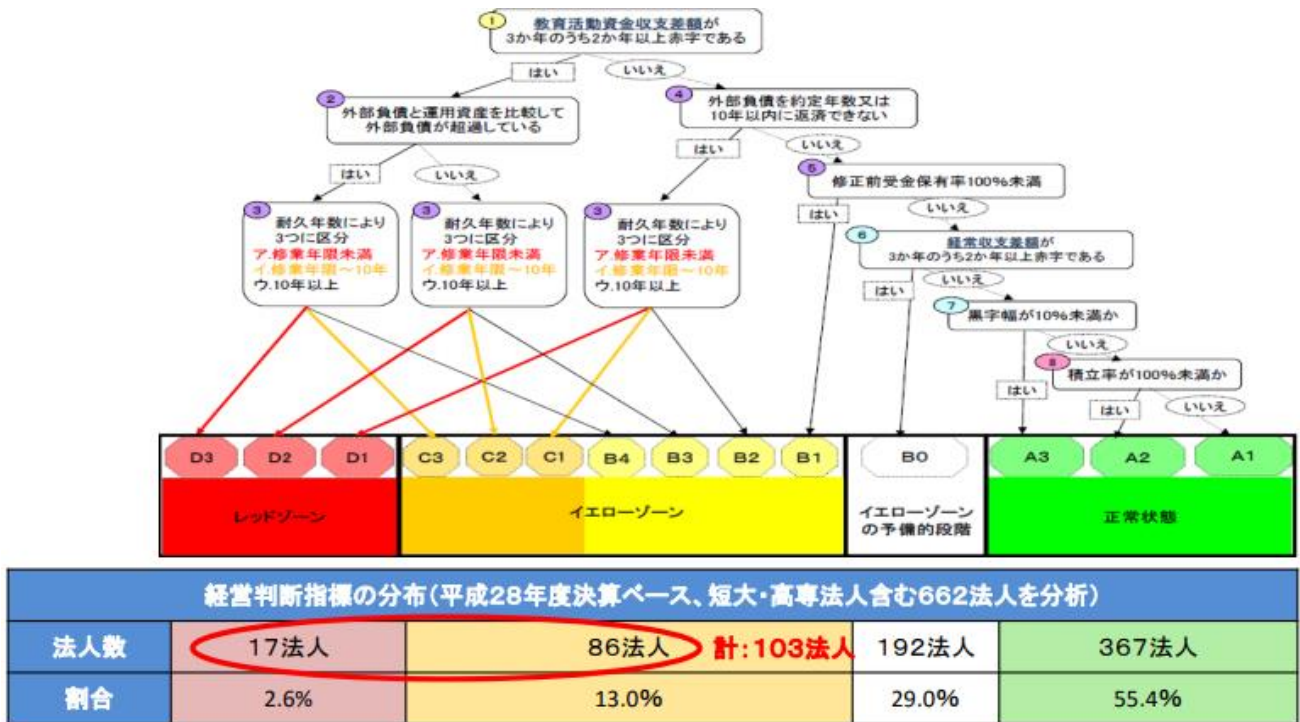 1
教育活動資金収支差額が
3か年のうち2か年以上赤字である
はい
いいえ
2
外部負債と運用資産を比較して
外部負債が超過している
4
外部負債を約定年数又は
10年以内に返済できない
はい
いいえ
はい
いいえ
5
修正前受金保有率100%未満
3
耐久年数により
3つに区分
ア.修業年限未満
イ.修業年限～10年
ウ.10年以上
3
耐久年数により
3つに区分
ア.修業年限未満
イ.修業年限～10年
ウ.10年以上
3
耐久年数により
3つに区分
ア.修業年限未満
イ.修業年限～10年
ウ.10年以上
はい
いいえ
6
経常収支差額が
3か年のうち2か年以上赤字である
はい
いいえ
7
黒字幅が10%未満か
はい
いいえ
8
積立率が100%未満か
はい
いいえ
D3 D2 D1 C3 C2 C1 B4 B3 B2 B1 B0 A3 A2 A1
レッドゾーン
イエローゾーン
イエローゾーン
の予備的段階
正常状態
経営判断指標の分布(平成28年度決算ベース、短大・高専法人含む662法人を分析)
法人数 17法人 86法人 計:103法人 192法人 367法人
割合 2.6% 13.0% 29.0% 55.4%